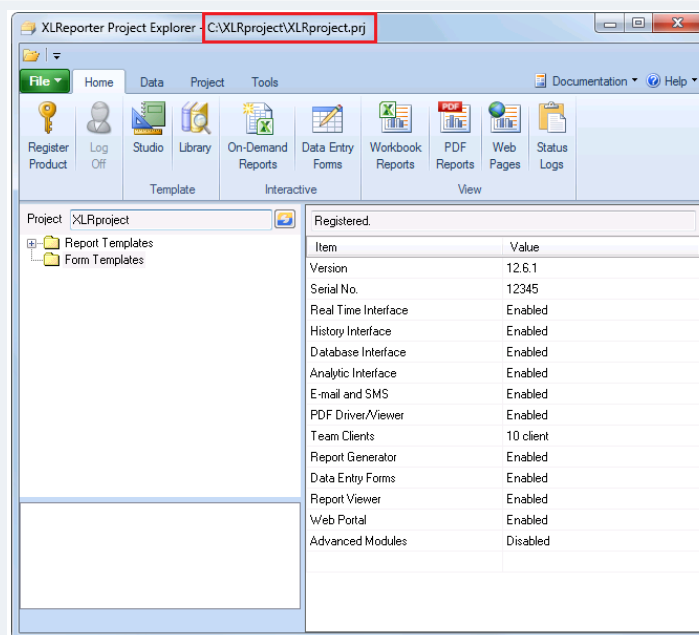 XLReporter Project Explorer - C:\XLRproject\XLRproject.prj
File Home Data Project Tools Documentation Help
Register Product
Log Off
Studio
Library
On-Demand Reports
Data Entry Forms
Workbook Reports
PDF Reports
Web Pages
Status Logs
Template Interactive View
Project XLRproject
Report Templates
Form Templates
Registered.
Item Value
Version 12.6.1
Serial No. 12345
Real Time Interface Enabled
History Interface Enabled
Database Interface Enabled
Analytic Interface Enabled
E-mail and SMS Enabled
PDF Driver/Viewer Enabled
Team Clients 10 client
Report Generator Enabled
Data Entry Forms Enabled
Report Viewer Enabled
Web Portal Enabled
Advanced Modules Disabled